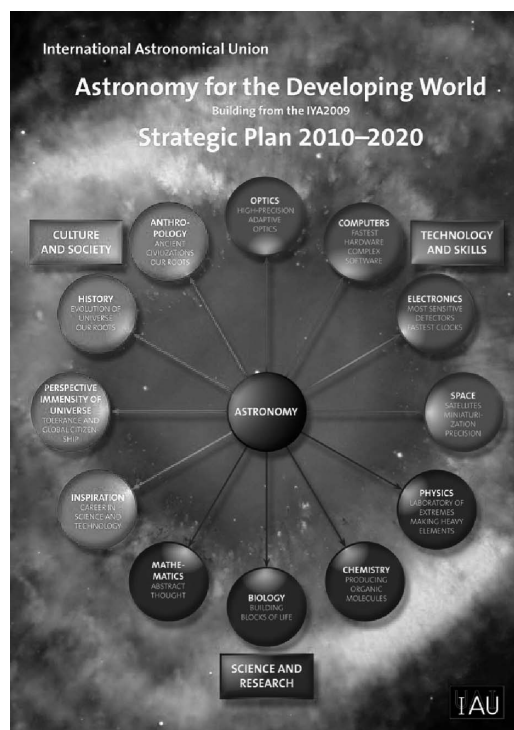 International Astronomical Union
Astronomy for the Developing World
Building from the IYA2009
Strategic Plan 2010–2020
OPTICS
HIGH-PRECISION
ADAPTIVE
OPTICS
CULTURE
AND SOCIETY
ANTHRO-
POLOGY
ANCIENT
CIVILIZATIONS
OUR ROOTS
COMPUTERS
FASTEST
HARDWARE
COMPLEX
SOFTWARE
TECHNOLOGY
AND SKILLS
HISTORY
EVOLUTION OF
UNIVERSE
OUR ROOTS
ELECTRONICS
MOST SENSITIVE
DETECTORS
FASTEST CLOCKS
PERSPECTIVE
IMMENSITY OF
UNIVERSE
TOLERANCE AND
GLOBAL CITIZEN
SHIP
ASTRONOMY
SPACE
SATELLITES
MINIATURI-
ZATION
PRECISION
INSPIRATION
CAREER IN
SCIENCE AND
TECHNOLOGY
PHYSICS
LABORATORY OF
EXTREMES
MAKING HEAVY
ELEMENTS
MATHE-
MATICS
ABSTRACT
THOUGHT
BIOLOGY
BUILDING
BLOCKS OF LIFE
CHEMISTRY
PRODUCING
ORGANIC
MOLECULES
SCIENCE AND
RESEARCH
IAU